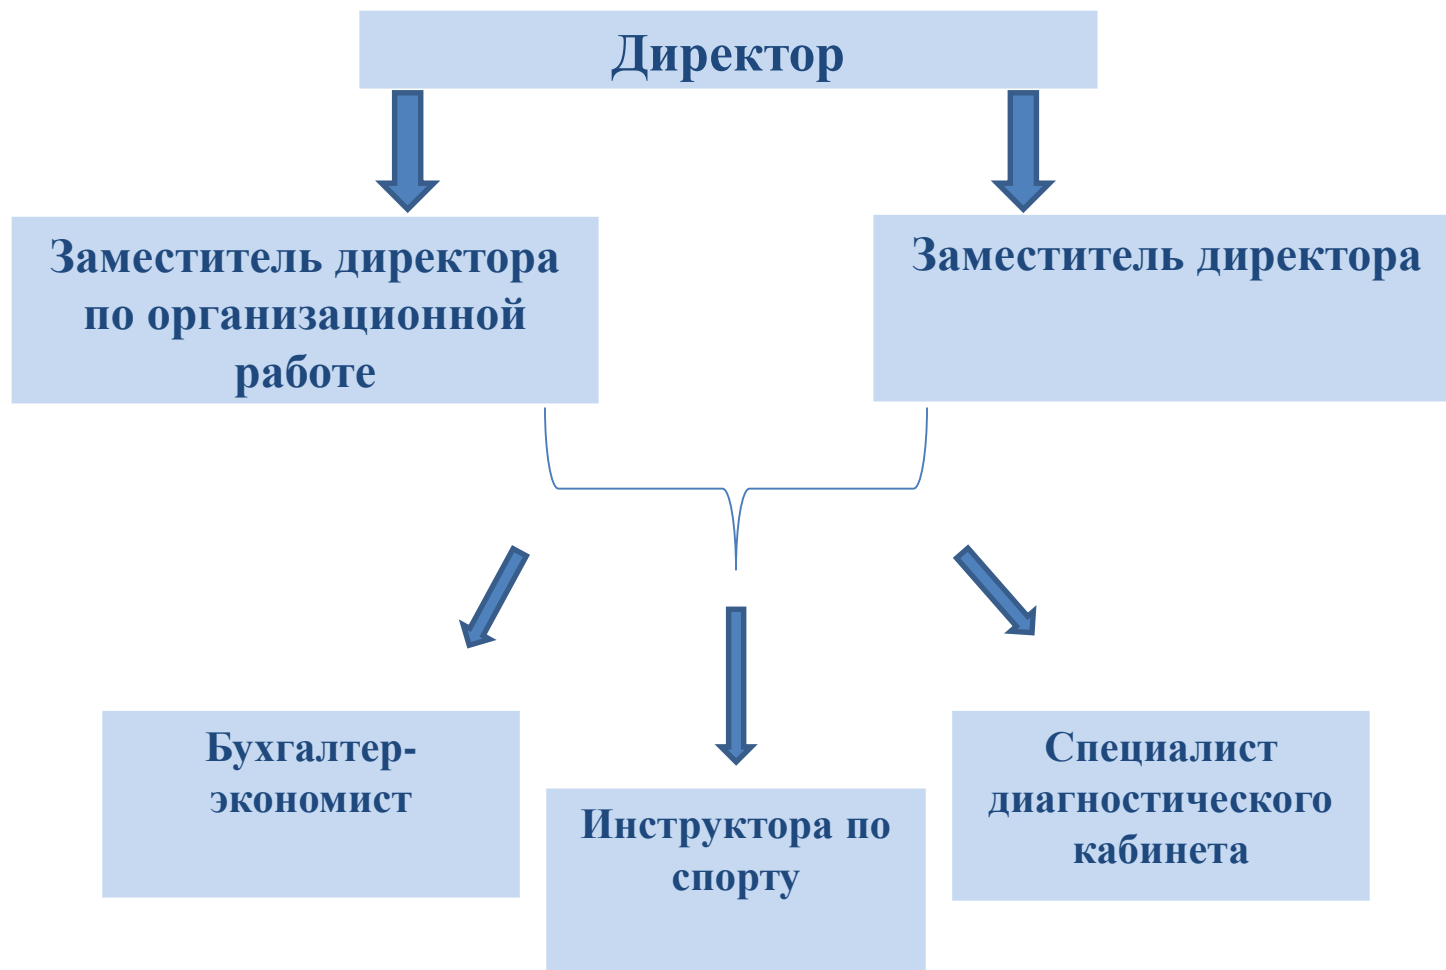 Директор
Заместитель директора
по организационной
работе
Заместитель директора
Бухгалтер-
экономист
Инструктора по
спорту
Специалист
диагностического
кабинета